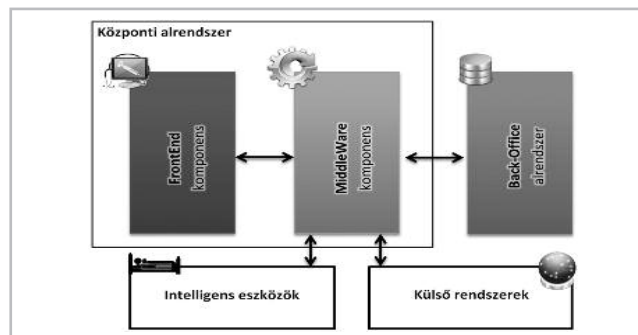 Központi alrendszer
FrontEnd
komponens
MiddleWare
komponens
Back-Office
alrendszer
Intelligens eszközök
Külső rendszerek